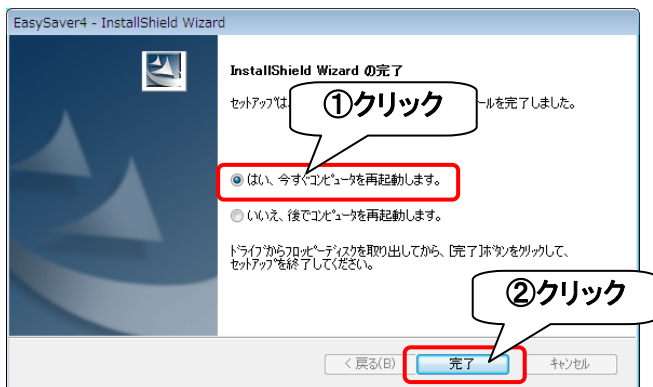 EasySaver4 - InstallShield Wizard
InstallShield Wizard の完了
セットアップは、 ールを完了しました。
①クリック
はい、今すぐコンピュータを再起動します。
いいえ、後でコンピュータを再起動します。
ドライブからフロッピーディスクを取り出してから、[完了]ボタンをクリックして、
セットアップを終了してください。
②クリック
< 戻る(B)
完了
キャンセル